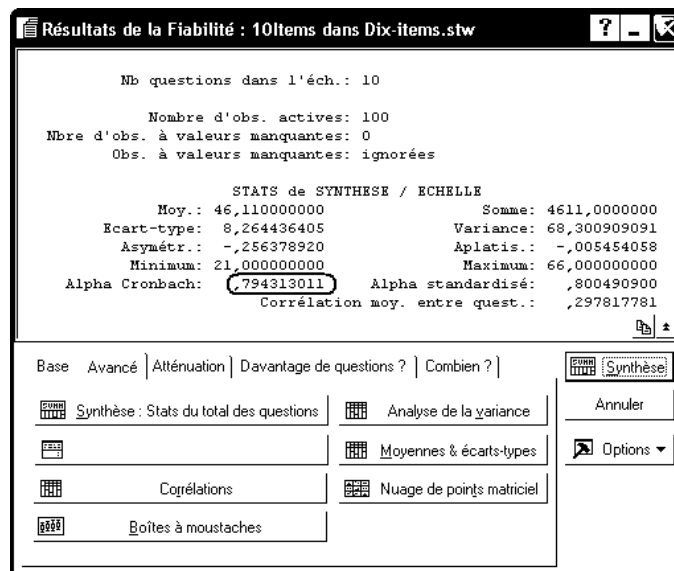 Résultats de la Fiabilité : 10Items dans Dix-items.stw
Nb questions dans l'éch.: 10
Nombre d'obs. actives: 100
Nbre d'obs. à valeurs manquantes: 0
Obs. à valeurs manquantes: ignorées
STATS de SYNTHESE / ECHELLE
Moy.: 46,110000000 Somme: 4611,0000000
Ecart-type: 8,264436405 Variance: 68,300909091
Asymétr.: -,256378920 Aplatis.: -,005454058
Minimum: 21,000000000 Maximum: 66,000000000
Alpha Cronbach: ,794313011 Alpha standardisé: ,800490900
Corrélation moy. entre quest.: ,297817781
Base Avancé Atténuation Davantage de questions ? Combien ?
Synthèse
Synthèse : Stats du total des questions Analyse de la variance
Annuler
Moyennes & écarts-types
Options
Corrélations Nuage de points matriciel
Boîtes à moustaches